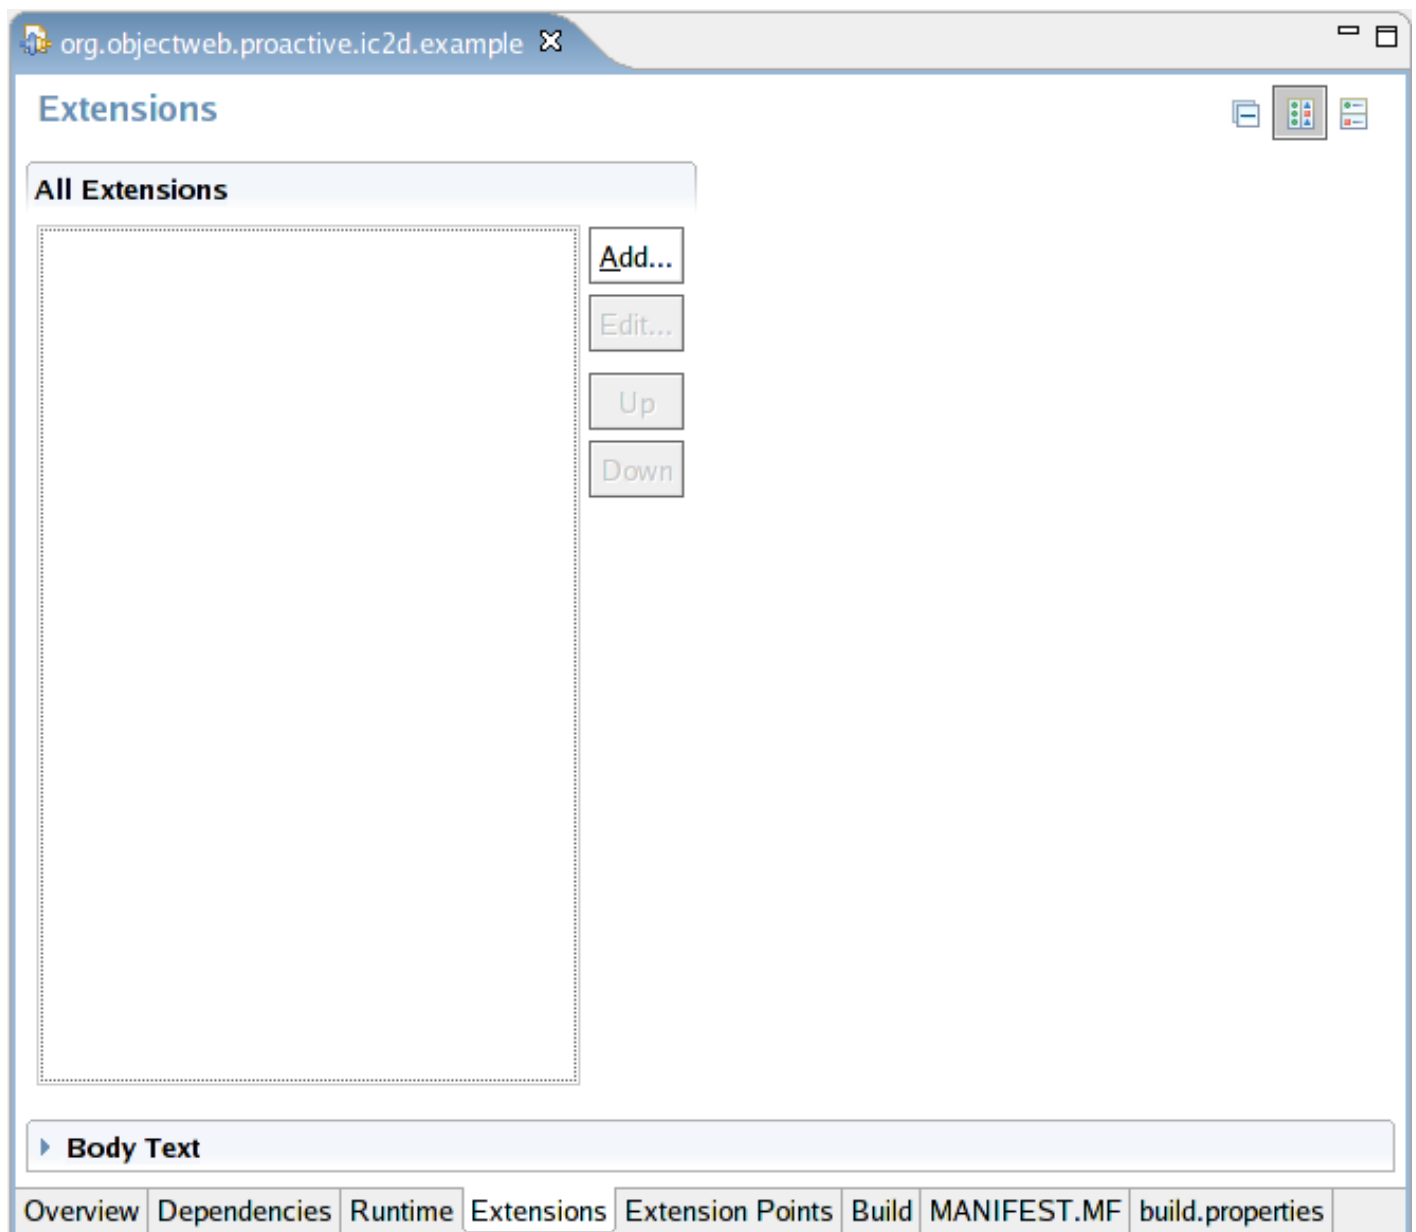 org.objectweb.proactive.ic2d.example
Extensions
All Extensions
Add...
Edit...
Up
Down
Body Text
Overview Dependencies Runtime Extensions Extension Points Build MANIFEST.MF build.properties